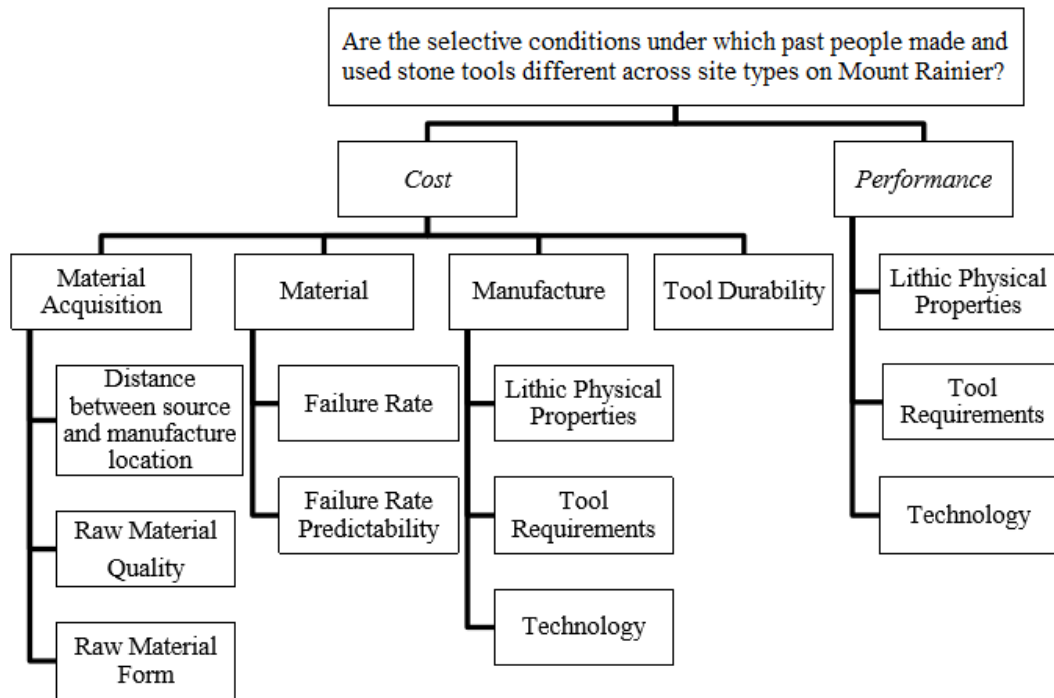 Are the selective conditions under which past people made and
used stone tools different across site types on Mount Rainier?
Cost
Performance
Material
Acquisition
Material
Manufacture
Tool Durability
Distance
between source
and manufacture
location
Raw Material
Quality
Raw Material
Form
Failure Rate
Failure Rate
Predictability
Lithic Physical
Properties
Tool
Requirements
Technology
Lithic Physical
Properties
Tool
Requirements
Technology